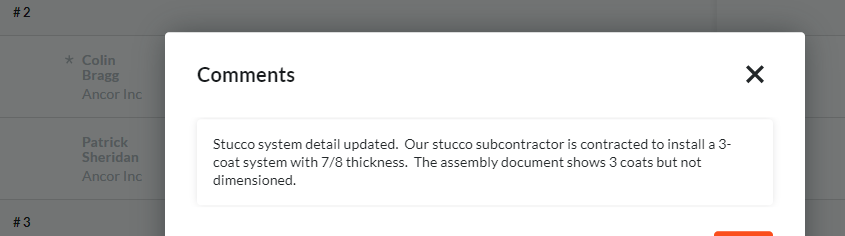 #2
* Colin
Bragg
Ancor Inc
Patrick
Sheridan
Ancor Inc
#3
Comments
Stucco system detail updated.  Our stucco subcontractor is contracted to install a 3-
coat system with 7/8 thickness.  The assembly document shows 3 coats but not
dimensioned.